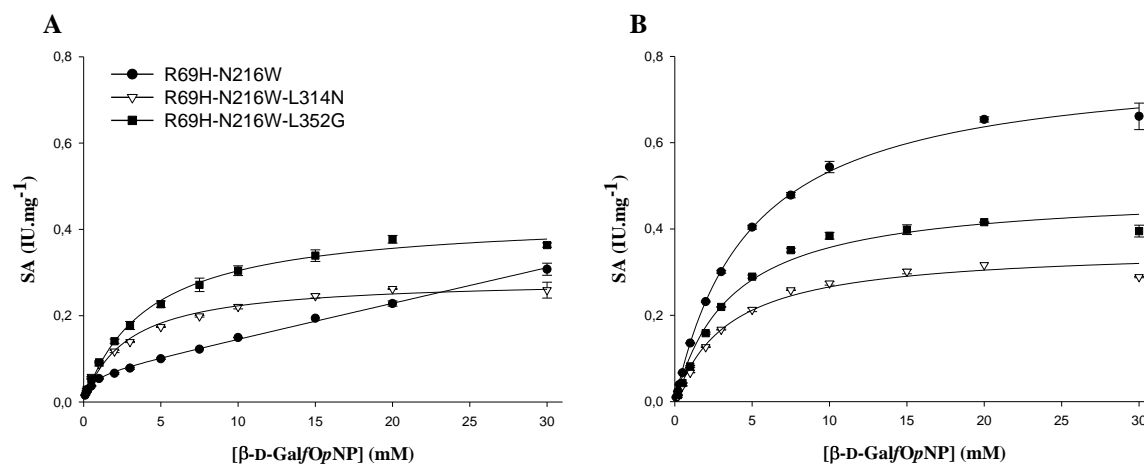 A
B
0,8
0,6
0,4
0,2
0,0
SA (IU.mg-1)
R69H-N216W
R69H-N216W-L314N
R69H-N216W-L352G
0 5 10 15 20 25 30
[β-D-GalfOpNP] (mM)
0,8
0,6
0,4
0,2
0,0
SA (IU.mg-1)
0 5 10 15 20 25 30
[β-D-GalfOpNP] (mM)